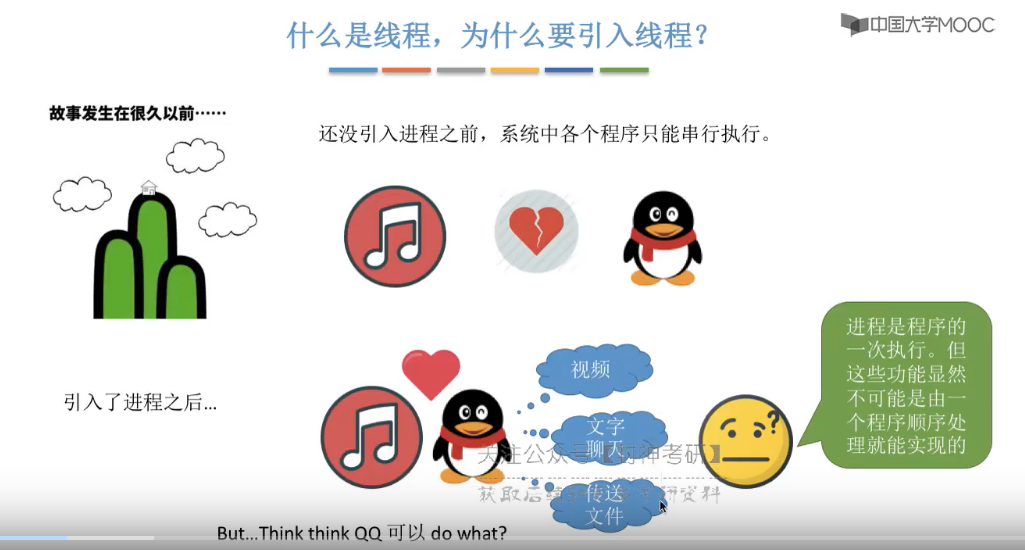 什么是线程，为什么要引入线程？
中国大学MOOC
故事发生在很久以前……
还没引入进程之前，系统中各个程序只能串行执行。
引入了进程之后...
视频
文字
聊天
传送
文件
进程是程序的
一次执行。但
这些功能显然
不可能是由一
个程序顺序处
理就能实现的
?
关注公众号【
考研】
获取后续
资料
But...Think think QQ 可以 do what?